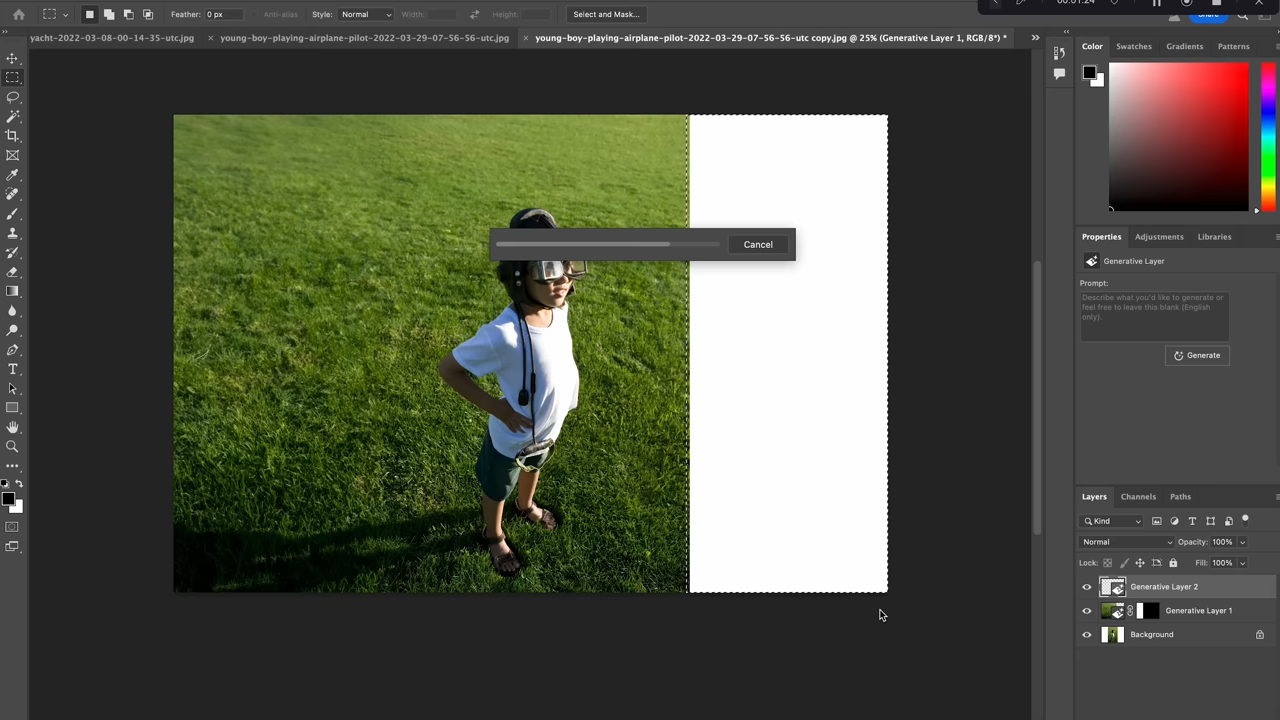 00:01:24
Feather: 0 px Anti-alias Style: Normal Width: Height: Select and Mask... Share
yacht-2022-03-08-00-14-35-utc.jpg × young-boy-playing-airplane-pilot-2022-03-29-07-56-56-utc.jpg × young-boy-playing-airplane-pilot-2022-03-29-07-56-56-utc copy.jpg @ 25% (Generative Layer 1, RGB/8*) *
Color Swatches Gradients Patterns
Cancel
Properties Adjustments Libraries
Generative Layer
Prompt:
Describe what you'd like to generate or
feel free to leave this blank (English
only).
Generate
Layers Channels Paths
Kind
Normal Opacity: 100%
Lock: Fill: 100%
Generative Layer 2
Generative Layer 1
Background